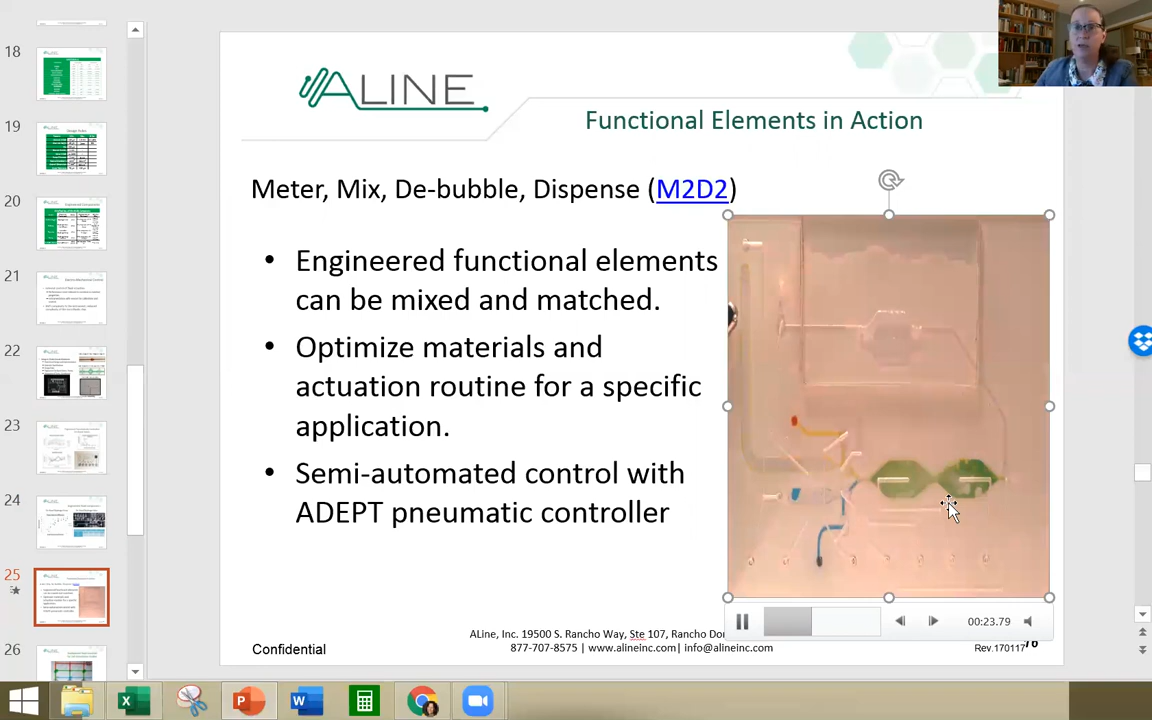 18
19
20
21
22
23
24
25
26
ALINE
Functional Elements in Action
Meter, Mix, De-bubble, Dispense (M2D2)
• Engineered functional elements
can be mixed and matched.
• Optimize materials and
actuation routine for a specific
application.
• Semi-automated control with
ADEPT pneumatic controller
00:23.79
ALine, Inc. 19500 S. Rancho Way, Ste 107, Rancho Do
877-707-8575 | www.alineinc.com| info@alineinc.com
Confidential
Rev.170117